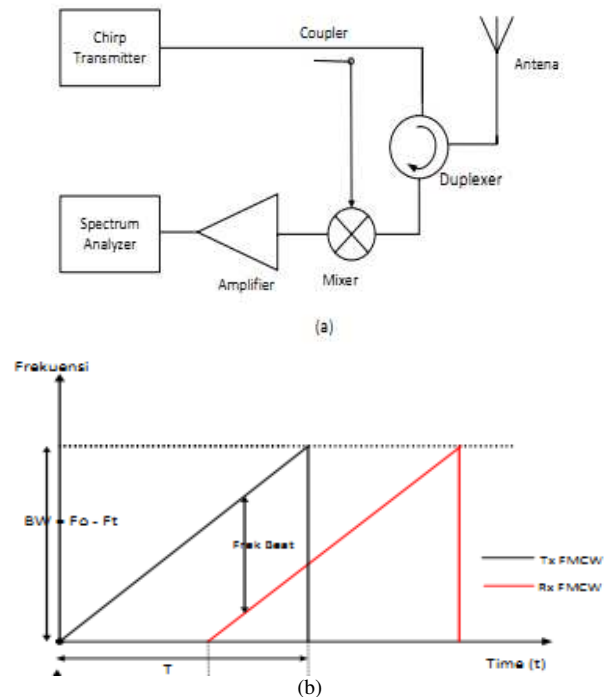 Coupler
Chirp
Transmitter
Antena
Duplexer
Spectrum
Analyzer
Mixer
Amplifier
(a)
Frekuensi
BW = Fo - Ft
Frek Beat
Tx FMCW
Rx FMCW
T
Time (t)
(b)